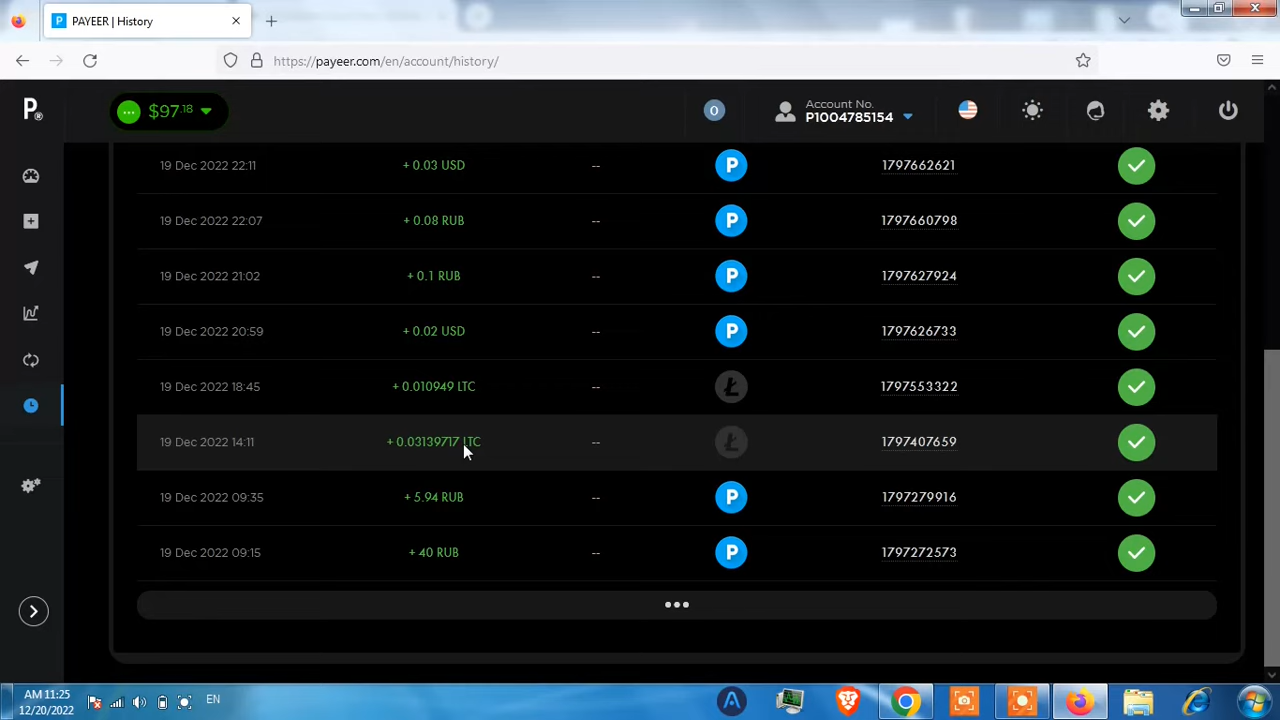 PAYEER | History
https://payeer.com/en/account/history/
P
$97.18
0
Account No.
P1004785154
19 Dec 2022 22:11 + 0.03 USD -- P 1797662621
19 Dec 2022 22:07 + 0.08 RUB -- P 1797660798
19 Dec 2022 21:02 + 0.1 RUB -- P 1797627924
19 Dec 2022 20:59 + 0.02 USD -- P 1797626733
19 Dec 2022 18:45 + 0.010949 LTC -- Ł 1797553322
19 Dec 2022 14:11 + 0.03139717 LTC -- Ł 1797407659
19 Dec 2022 09:35 + 5.94 RUB -- P 1797279916
19 Dec 2022 09:15 + 40 RUB -- P 1797272573
AM 11:25
12/20/2022
EN